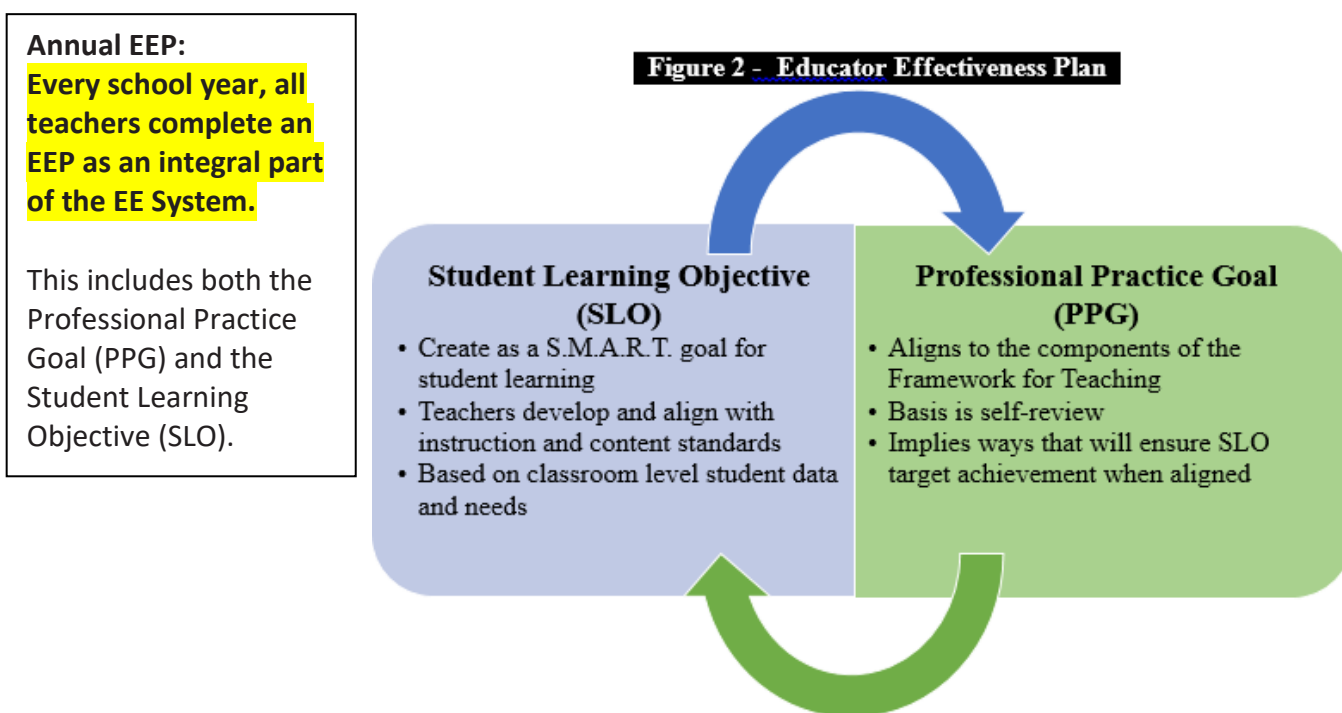 Annual EEP:
Every school year, all
teachers complete an
EEP as an integral part
of the EE System.
This includes both the
Professional Practice
Goal (PPG) and the
Student Learning
Objective (SLO).
Figure 2 - Educator Effectiveness Plan
Student Learning Objective
(SLO)
• Create as a S.M.A.R.T. goal for
student learning
• Teachers develop and align with
instruction and content standards
• Based on classroom level student data
and needs
Professional Practice Goal
(PPG)
• Aligns to the components of the
Framework for Teaching
• Basis is self-review
• Implies ways that will ensure SLO
target achievement when aligned